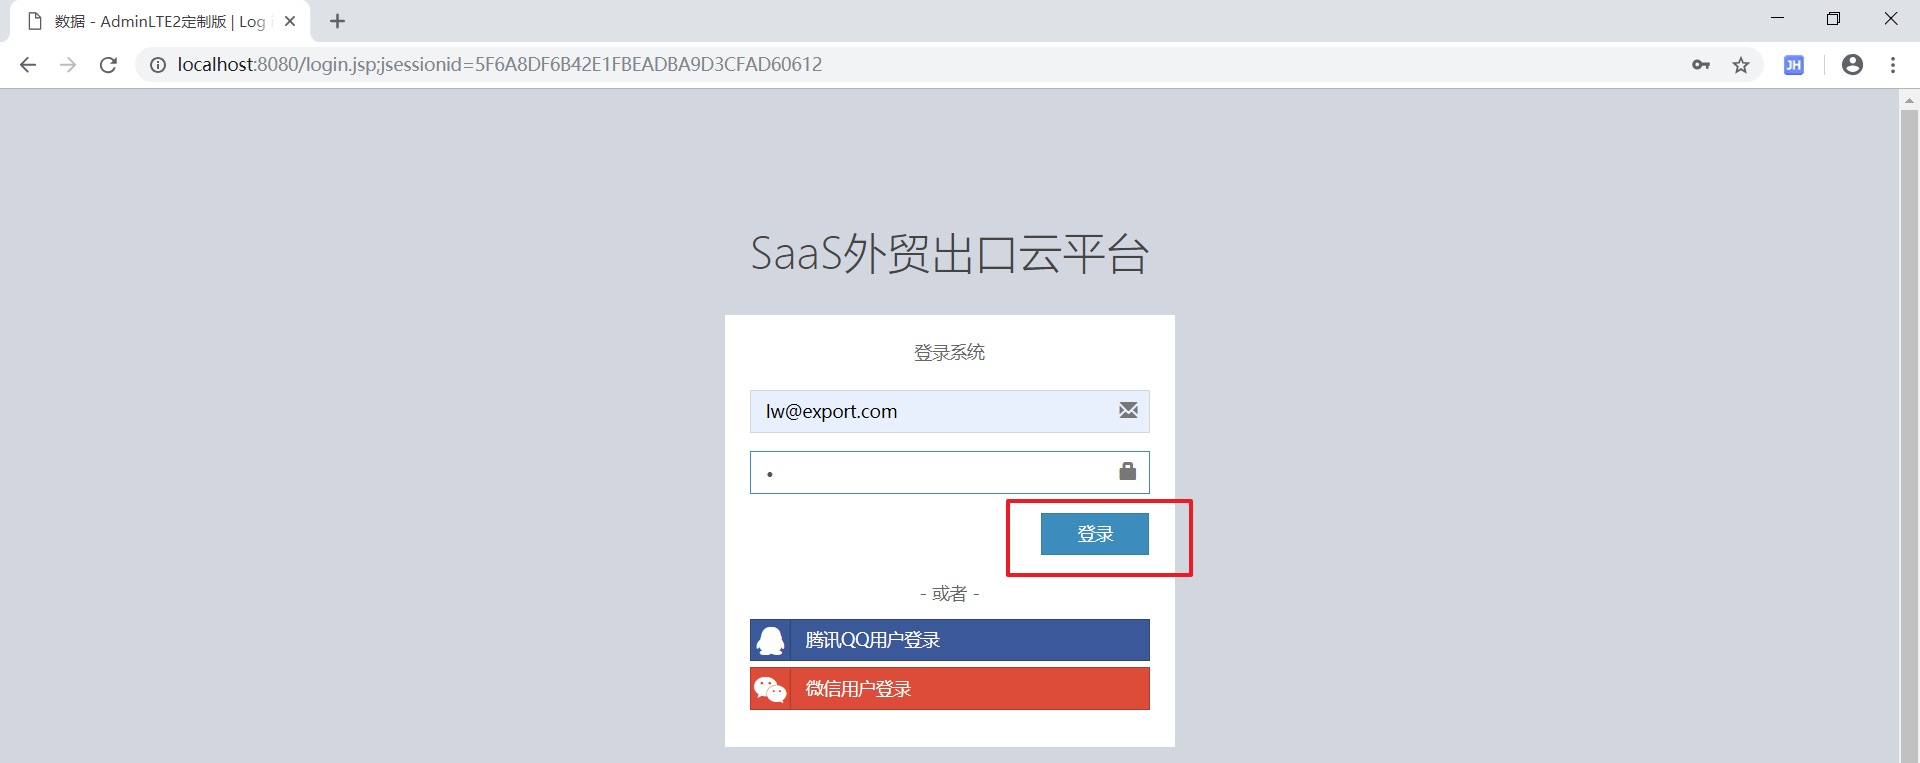 数据 - AdminLTE2定制版 | Log
localhost:8080/login.jsp;jsessionid=5F6A8DF6B42E1FBEADBA9D3CFAD60612
JH
SaaS外贸出口云平台
登录系统
lw@export.com
登录
- 或者 -
腾讯QQ用户登录
微信用户登录